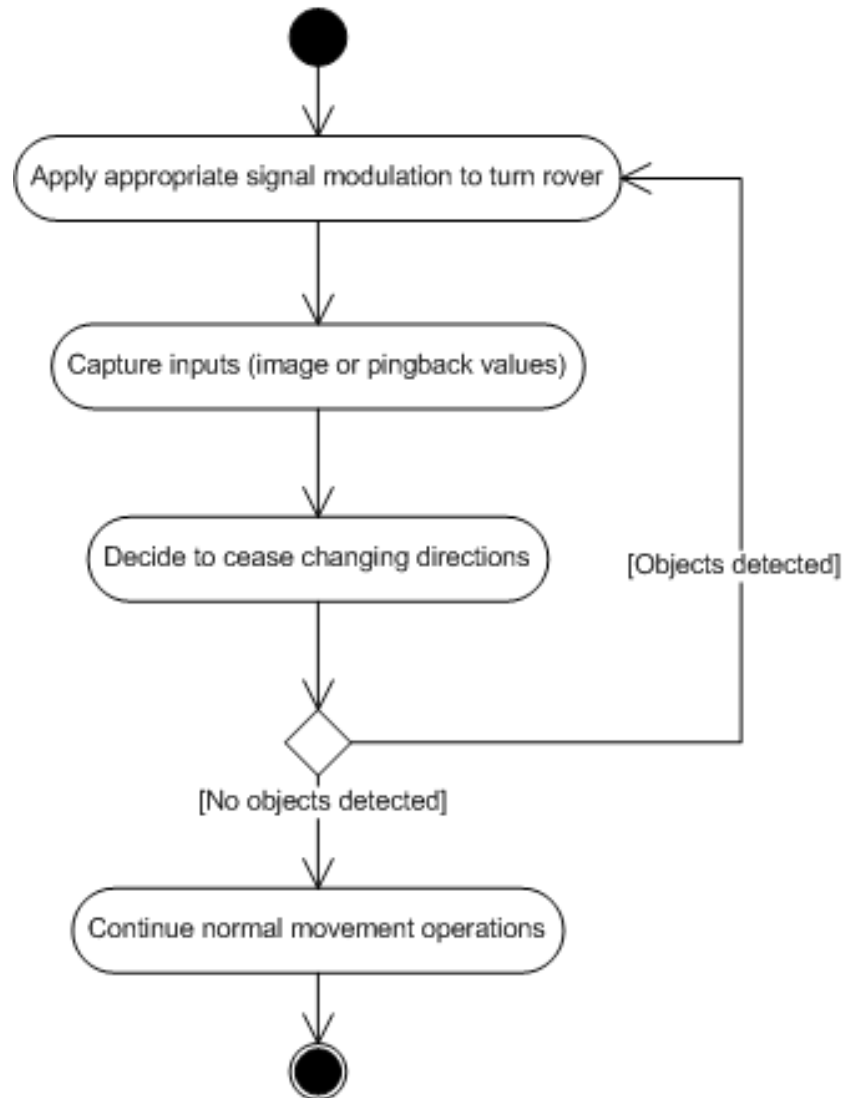 Apply appropriate signal modulation to turn rover
Capture inputs (image or pingback values)
Decide to cease changing directions
[Objects detected]
[No objects detected]
Continue normal movement operations